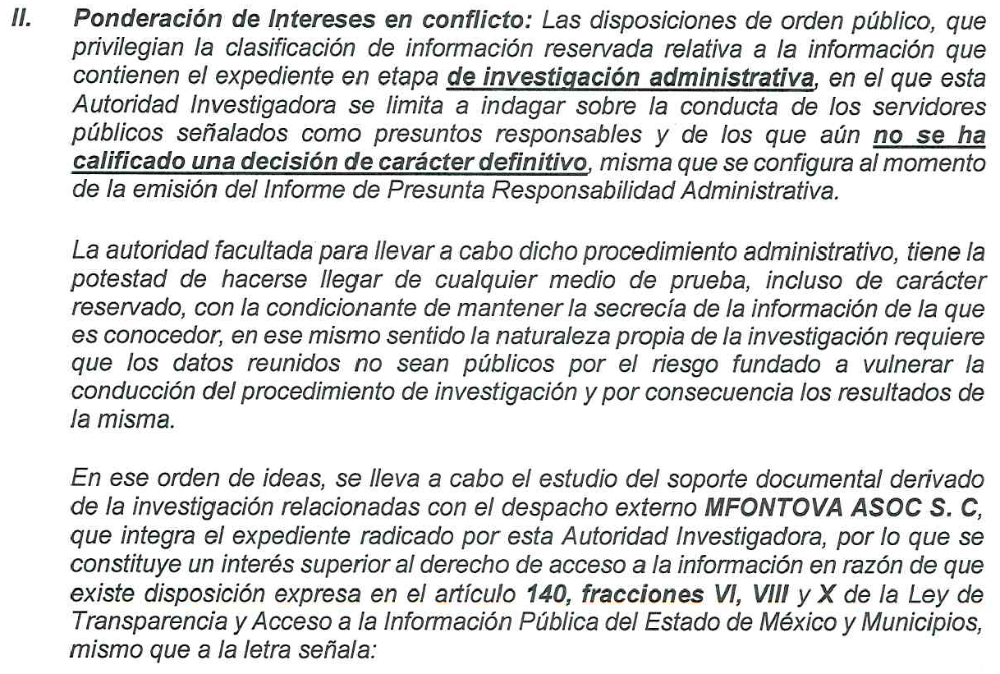 II. Ponderación de Intereses en conflicto: Las disposiciones de orden público, que
privilegian la clasificación de información reservada relativa a la información que
contienen el expediente en etapa de investigación administrativa, en el que esta
Autoridad Investigadora se limita a indagar sobre la conducta de los servidores
públicos señalados como presuntos responsables y de los que aún no se ha
calificado una decisión de carácter definitivo, misma que se configura al momento
de la emisión del Informe de Presunta Responsabilidad Administrativa.
La autoridad facultada para llevar a cabo dicho procedimiento administrativo, tiene la
potestad de hacerse llegar de cualquier medio de prueba, incluso de carácter
reservado, con la condicionante de mantener la secrecía de la información de la que
es conocedor, en ese mismo sentido la naturaleza propia de la investigación requiere
que los datos reunidos no sean públicos por el riesgo fundado a vulnerar la
conducción del procedimiento de investigación y por consecuencia los resultados de
la misma.
En ese orden de ideas, se lleva a cabo el estudio del soporte documental derivado
de la investigación relacionadas con el despacho externo MFONTOVA ASOC S. C,
que integra el expediente radicado por esta Autoridad Investigadora, por lo que se
constituye un interés superior al derecho de acceso a la información en razón de que
existe disposición expresa en el artículo 140, fracciones VI, VIII y X de la Ley de
Transparencia y Acceso a la Información Pública del Estado de México y Municipios,
mismo que a la letra señala: